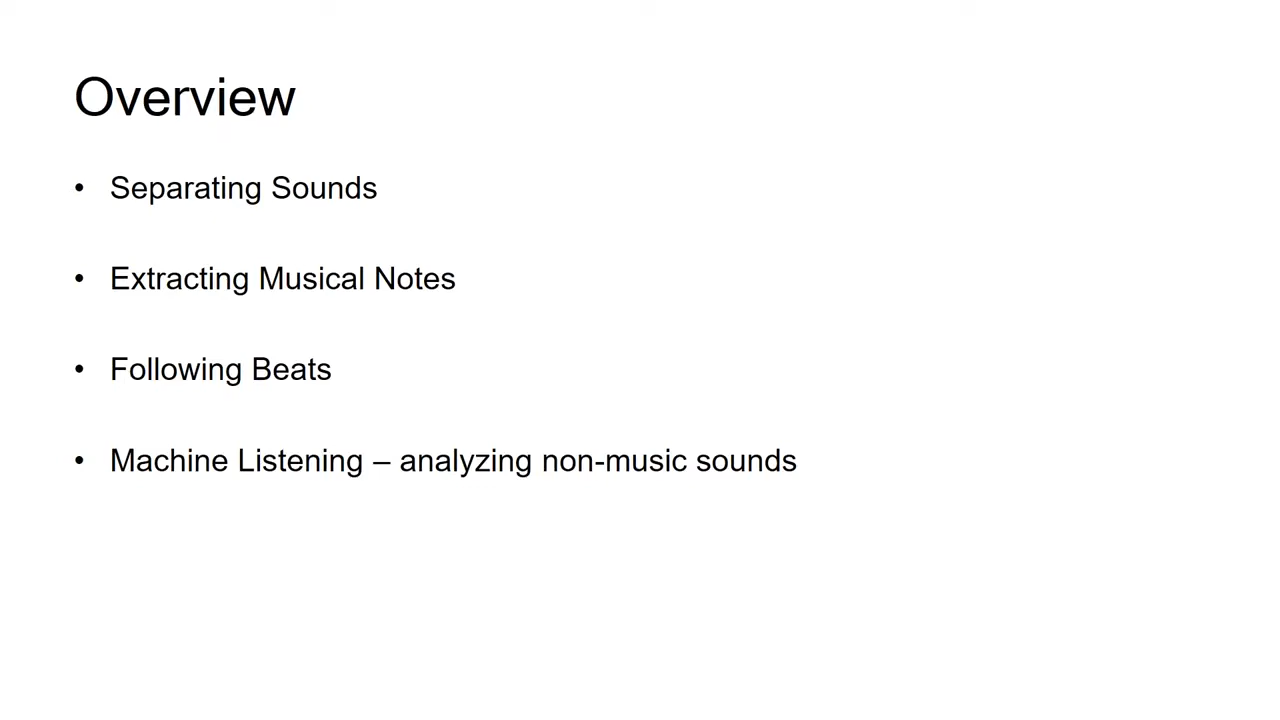 Overview
• Separating Sounds
• Extracting Musical Notes
• Following Beats
• Machine Listening – analyzing non-music sounds